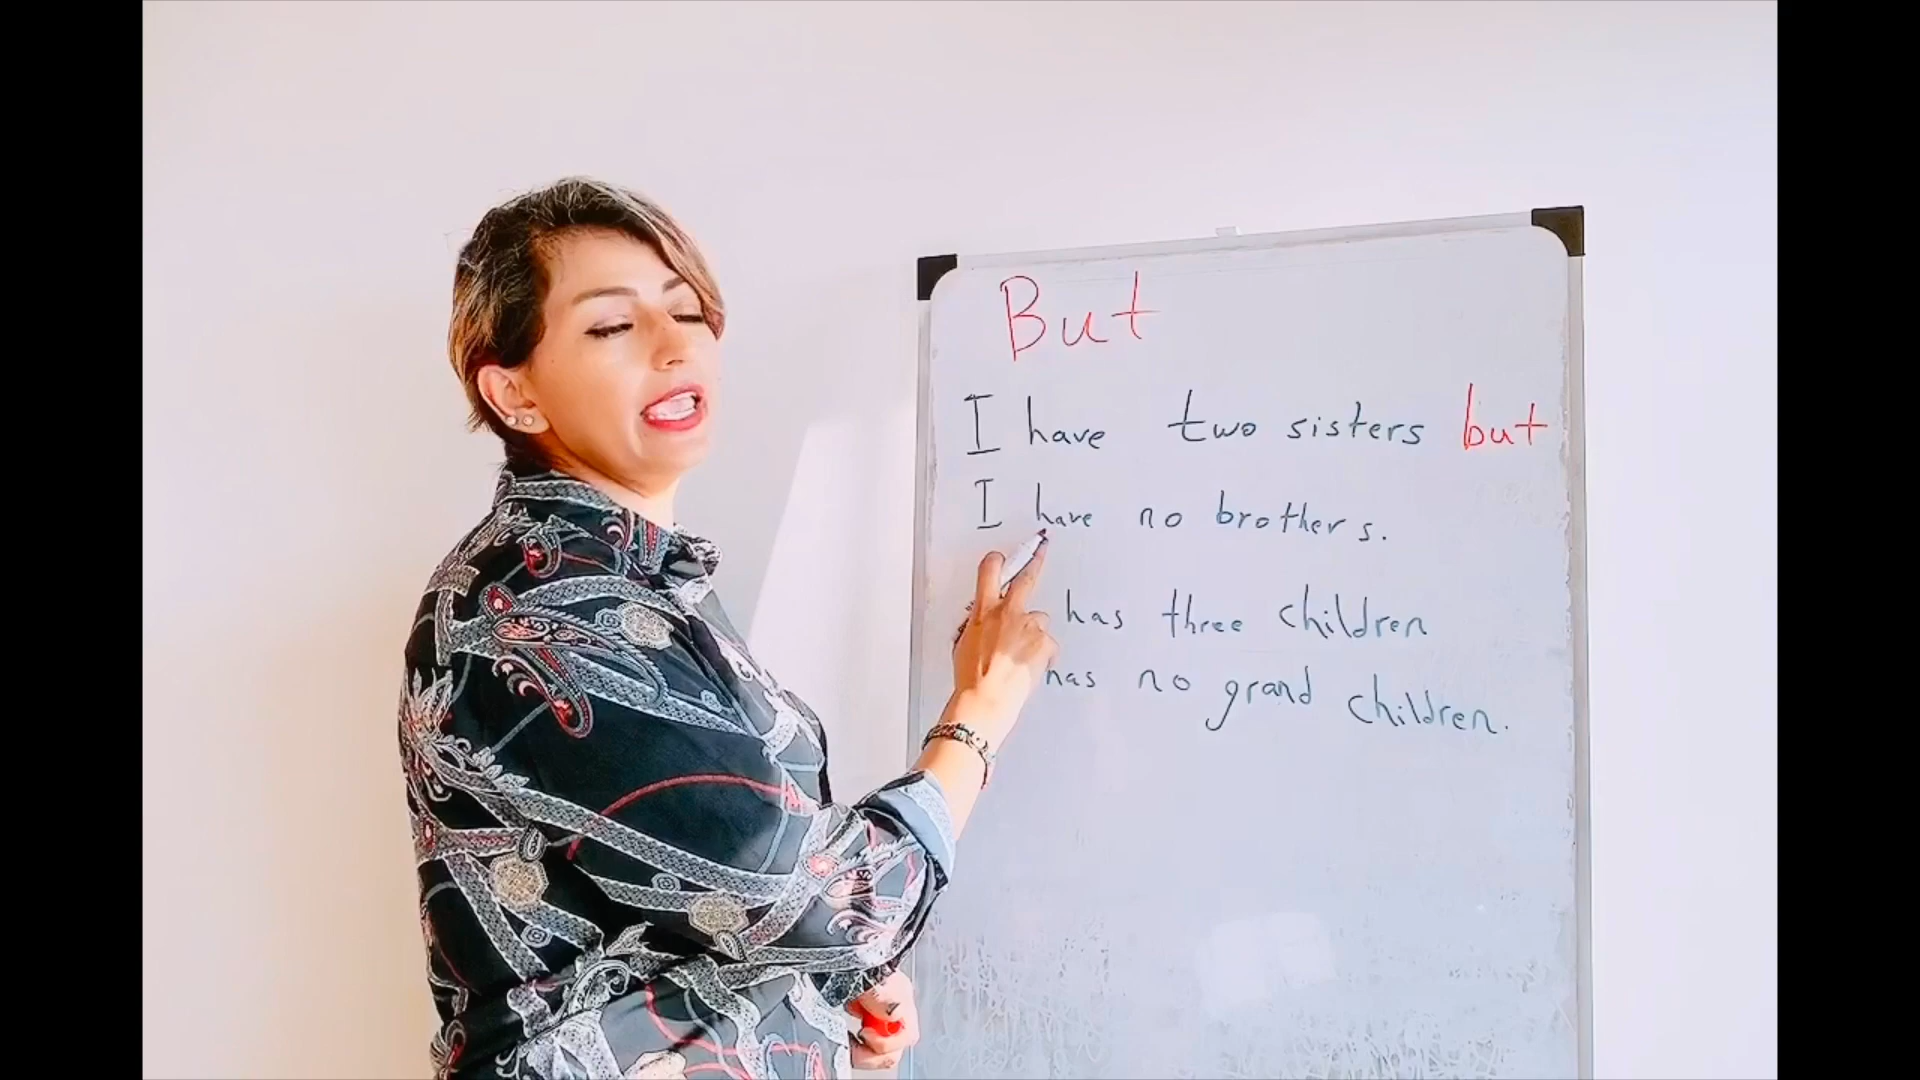 But
I have two sisters but
I have no brothers.
has three children
has no grand children.